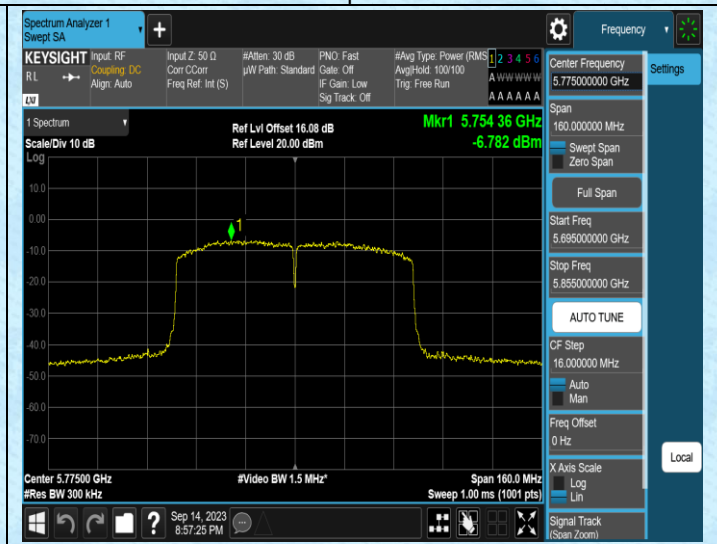 Spectrum Analyzer 1
Swept SA
+
Frequency
KEYSIGHT
R L
LXI
Input: RF
Coupling: DC
Align: Auto
Input Z: 50 Ω
Corr CCorr
Freq Ref: Int (S)
#Atten: 30 dB
µW Path: Standard
PNO: Fast
Gate: Off
IF Gain: Low
Sig Track: Off
#Avg Type: Power (RMS
Avg|Hold: 100/100
Trig: Free Run
1 2 3 4 5 6
A W W W W W
A A A A A A
1 Spectrum
Scale/Div 10 dB
Log
Ref Lvl Offset 16.08 dB
Ref Level 20.00 dBm
Mkr1 5.754 36 GHz
-6.782 dBm
10.0
0.00
-10.0
-20.0
-30.0
-40.0
-50.0
-60.0
-70.0
1
Center 5.77500 GHz
#Res BW 300 kHz
#Video BW 1.5 MHz*
Span 160.0 MHz
Sweep 1.00 ms (1001 pts)
?
Sep 14, 2023
8:57:25 PM
Center Frequency
5.775000000 GHz
Span
160.000000 MHz
Swept Span
Zero Span
Full Span
Start Freq
5.695000000 GHz
Stop Freq
5.855000000 GHz
AUTO TUNE
CF Step
16.000000 MHz
Auto
Man
Freq Offset
0 Hz
X Axis Scale
Log
Lin
Signal Track
(Span Zoom)
Settings
Local